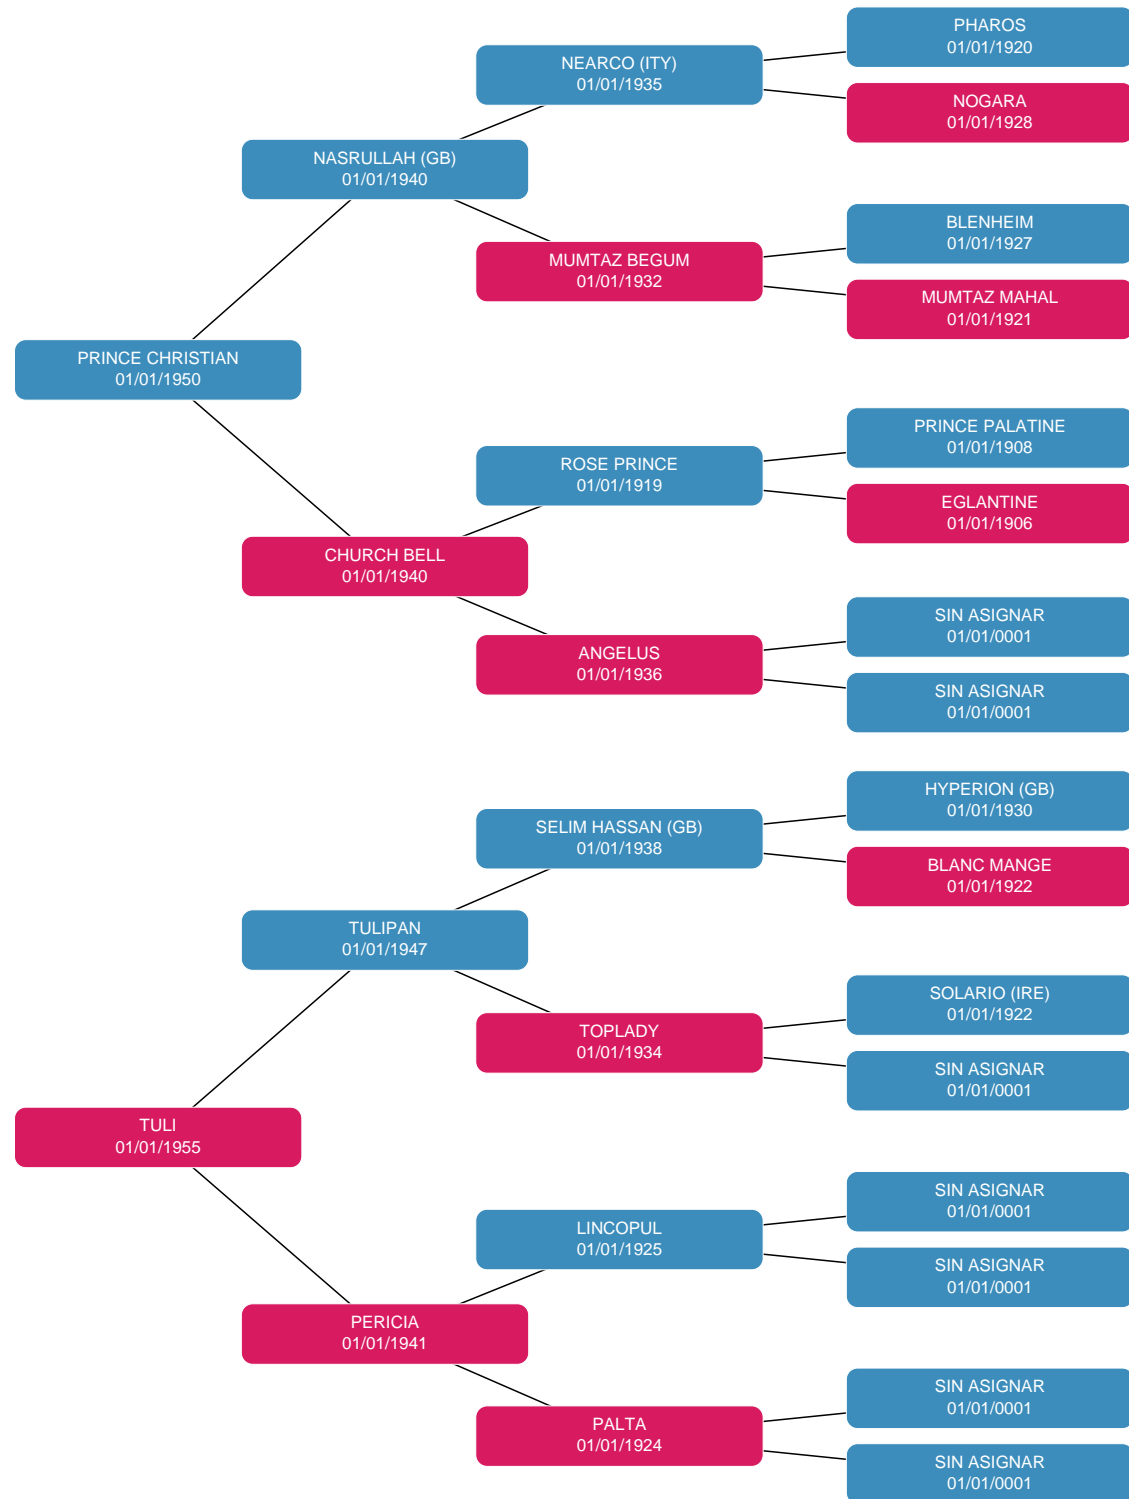 PHAROS
01/01/1920
NEARCO (ITY)
01/01/1935
NOGARA
01/01/1928
NASRULLAH (GB)
01/01/1940
BLENHEIM
01/01/1927
MUMTAZ BEGUM
01/01/1932
MUMTAZ MAHAL
01/01/1921
PRINCE CHRISTIAN
01/01/1950
PRINCE PALATINE
01/01/1908
ROSE PRINCE
01/01/1919
EGLANTINE
01/01/1906
CHURCH BELL
01/01/1940
SIN ASIGNAR
01/01/0001
ANGELUS
01/01/1936
SIN ASIGNAR
01/01/0001
HYPERION (GB)
01/01/1930
SELIM HASSAN (GB)
01/01/1938
BLANC MANGE
01/01/1922
TULIPAN
01/01/1947
SOLARIO (IRE)
01/01/1922
TOPLADY
01/01/1934
SIN ASIGNAR
01/01/0001
TULI
01/01/1955
SIN ASIGNAR
01/01/0001
LINCOPUL
01/01/1925
SIN ASIGNAR
01/01/0001
PERICIA
01/01/1941
SIN ASIGNAR
01/01/0001
PALTA
01/01/1924
SIN ASIGNAR
01/01/0001